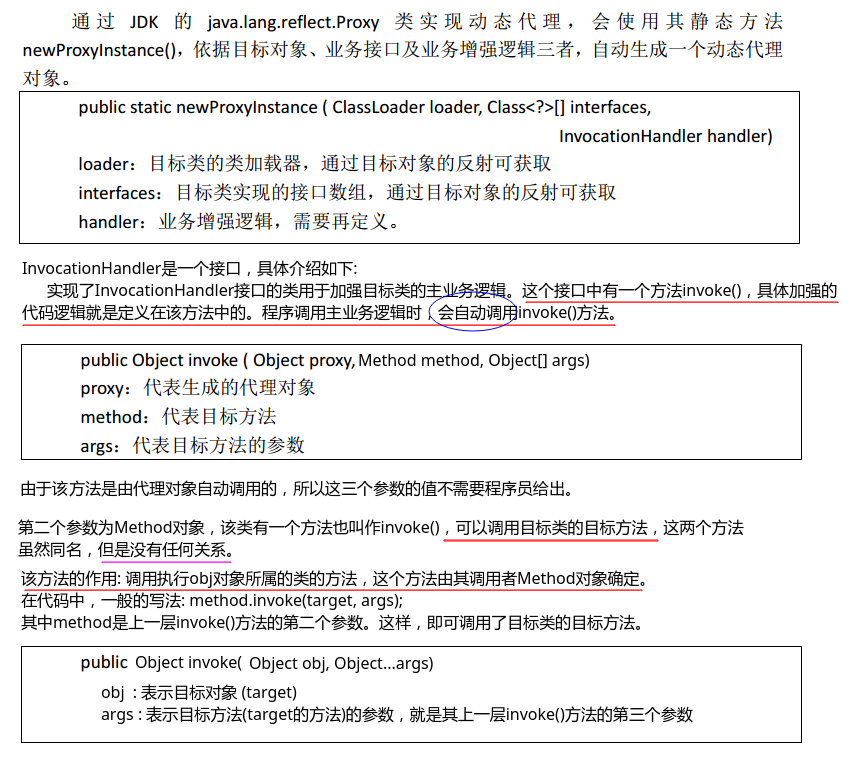 通过 JDK 的 java.lang.reflect.Proxy 类实现动态代理，会使用其静态方法
newProxyInstance()，依据目标对象、业务接口及业务增强逻辑三者，自动生成一个动态代理
对象。
public static newProxyInstance ( ClassLoader loader, Class<?>[] interfaces,
InvocationHandler handler)
loader：目标类的类加载器，通过目标对象的反射可获取
interfaces：目标类实现的接口数组，通过目标对象的反射可获取
handler：业务增强逻辑，需要再定义。
InvocationHandler是一个接口，具体介绍如下:
实现了InvocationHandler接口的类用于加强目标类的主业务逻辑。这个接口中有一个方法invoke()，具体加强的
代码逻辑就是定义在该方法中的。程序调用主业务逻辑时，会自动调用invoke()方法。
public Object invoke ( Object proxy, Method method, Object[] args)
proxy：代表生成的代理对象
method：代表目标方法
args：代表目标方法的参数
由于该方法是由代理对象自动调用的，所以这三个参数的值不需要程序员给出。
第二个参数为Method对象，该类有一个方法也叫作invoke()，可以调用目标类的目标方法，这两个方法
虽然同名，但是没有任何关系。
该方法的作用: 调用执行obj对象所属的类的方法，这个方法由其调用者Method对象确定。
在代码中，一般的写法: method.invoke(target, args);
其中method是上一层invoke()方法的第二个参数。这样，即可调用了目标类的目标方法。
public Object invoke( Object obj, Object...args)
obj : 表示目标对象 (target)
args : 表示目标方法(target的方法)的参数，就是其上一层invoke()方法的第三个参数